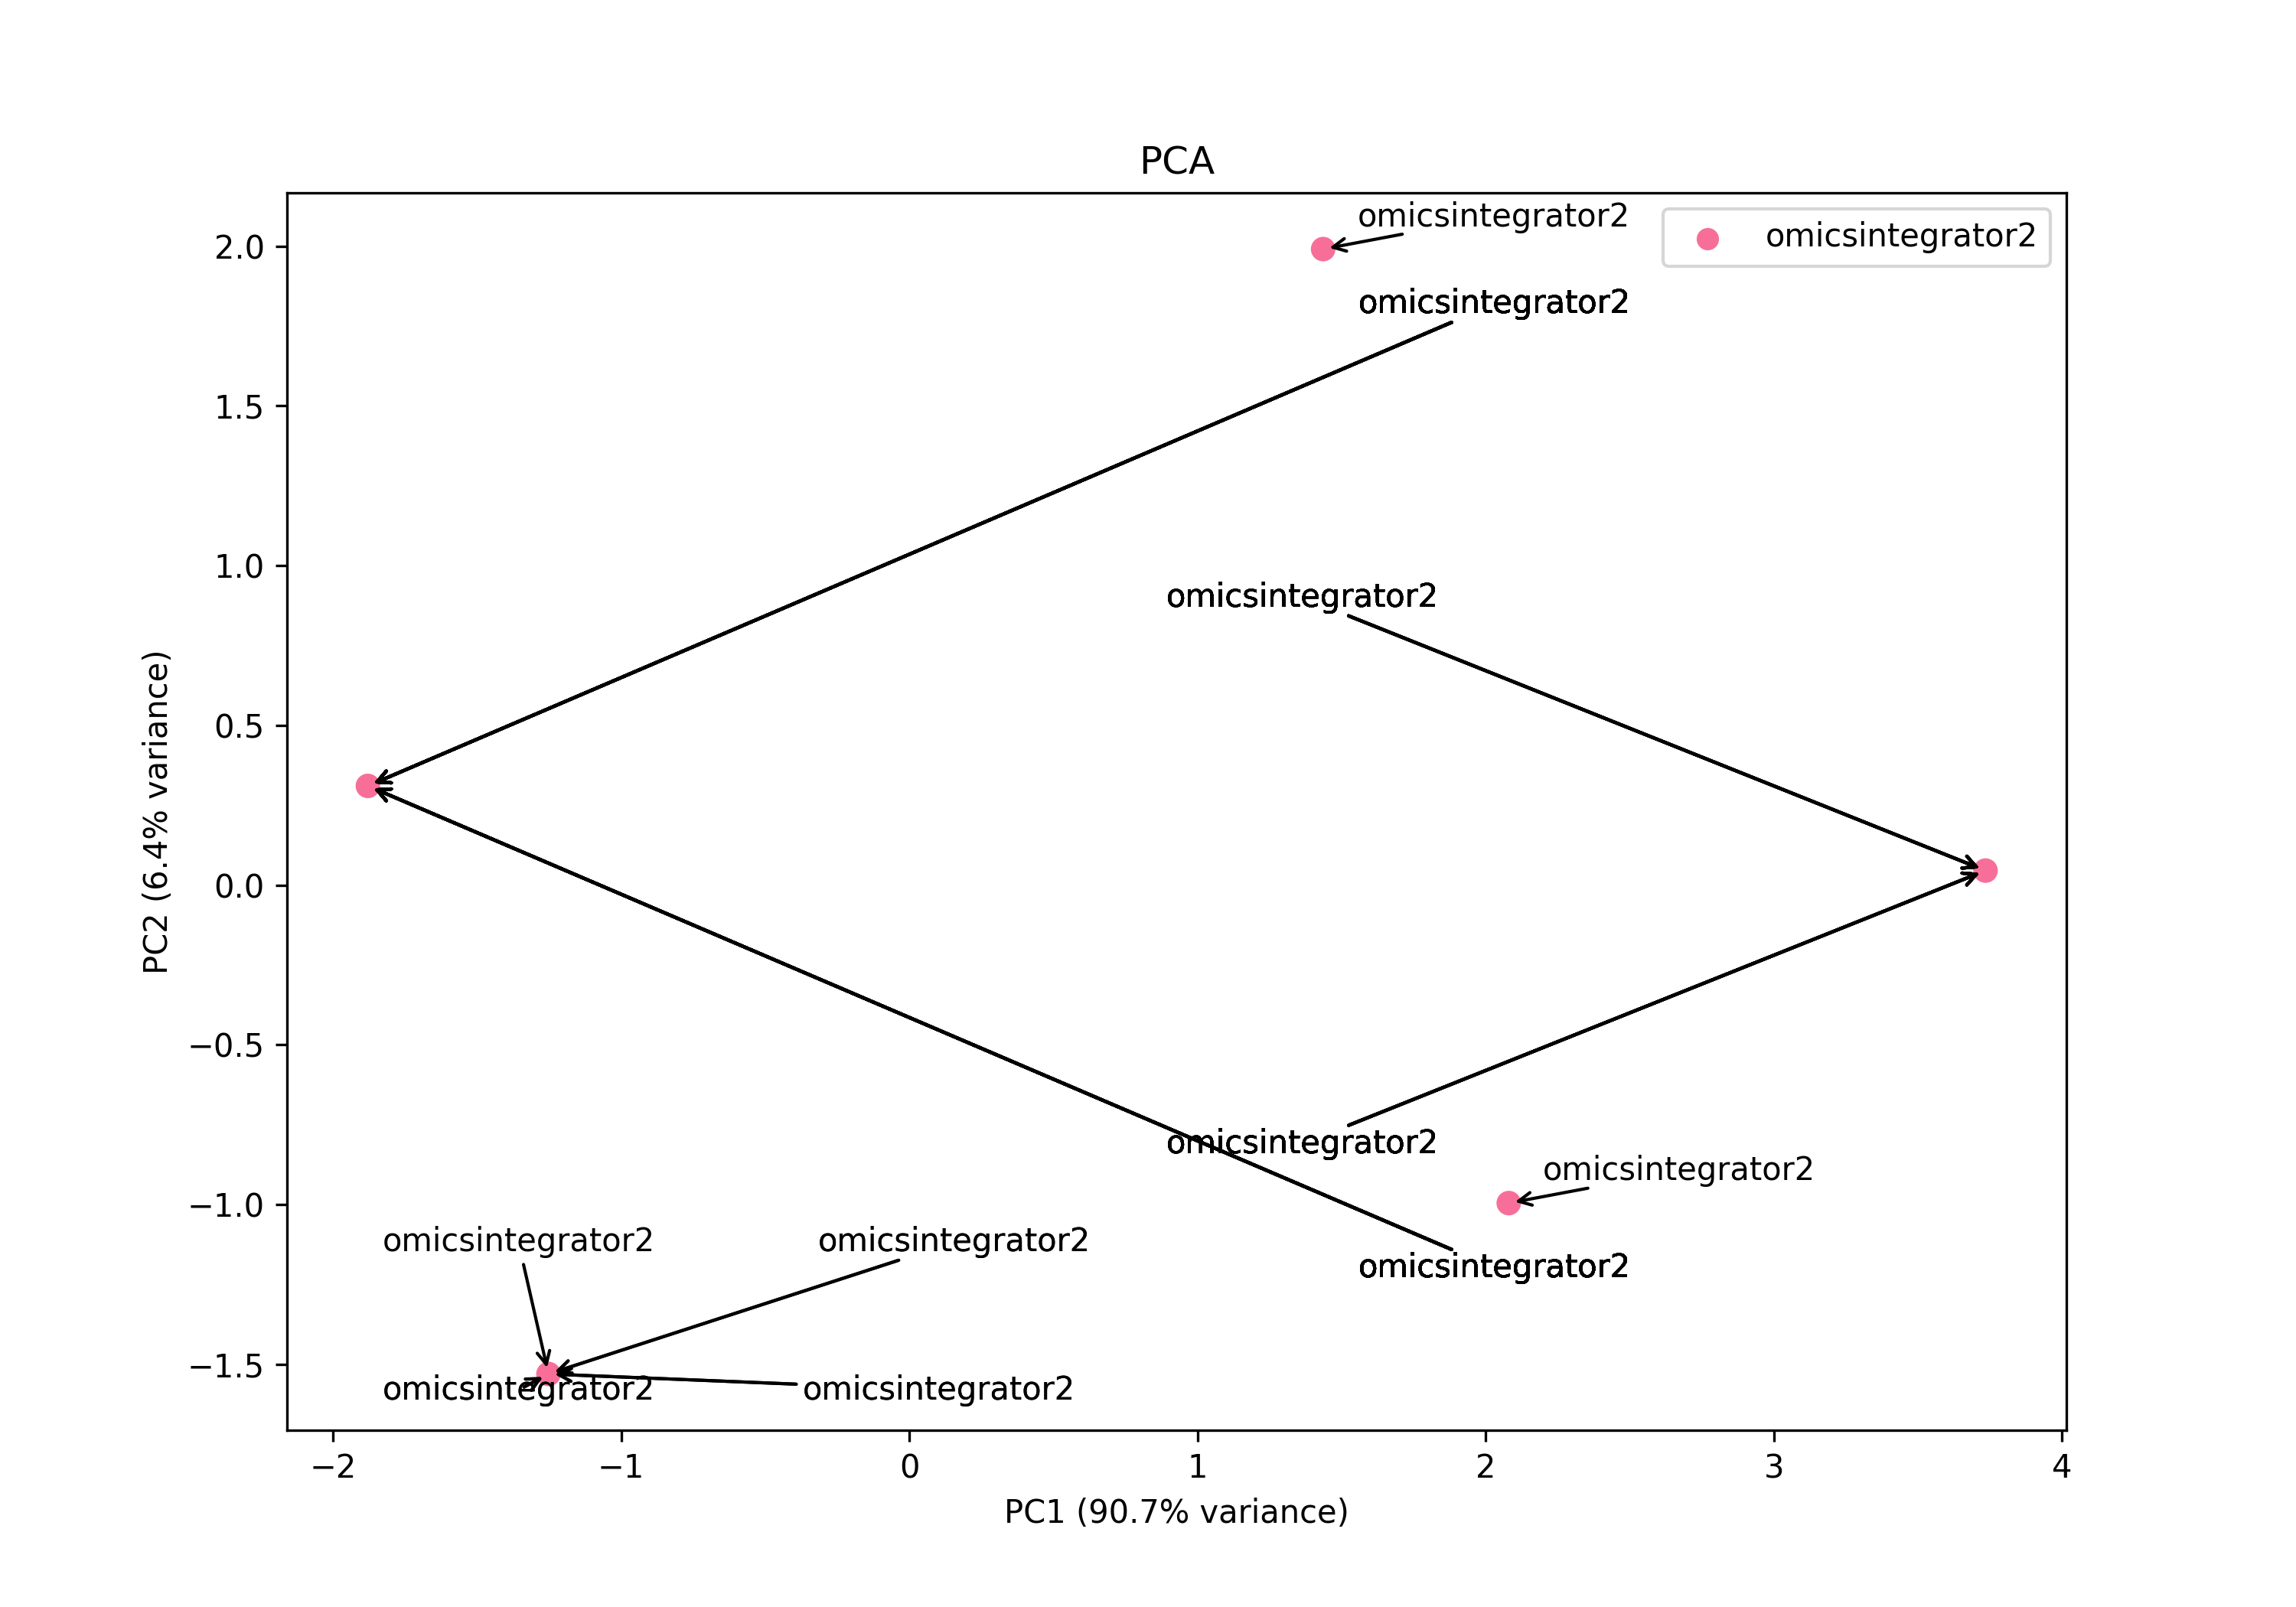 PCA
omicsintegrator2
omicsintegrator2
omicsintegrator2
omicsintegrator2
omicsintegrator2
omicsintegrator2
omicsintegrator2
omicsintegrator2
omicsintegrator2
omicsintegrator2
omicsintegrator2
2.0
1.5
1.0
0.5
0.0
−0.5
−1.0
−1.5
PC2 (6.4% variance)
−2 −1 0 1 2 3 4
PC1 (90.7% variance)